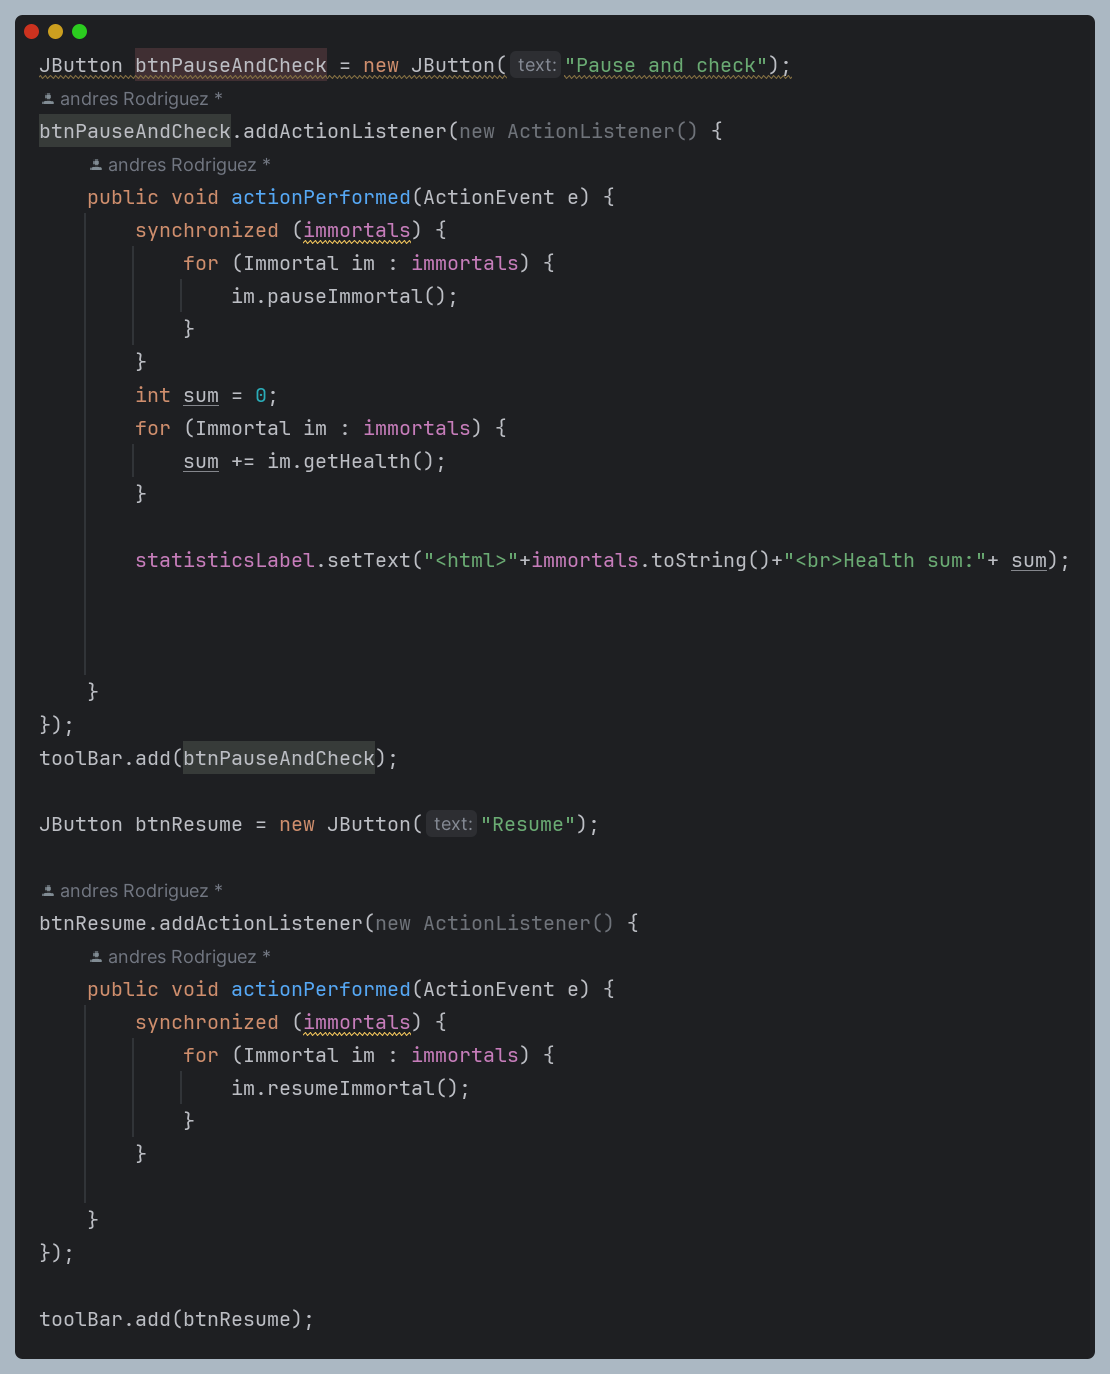 JButton btnPauseAndCheck = new JButton( text: "Pause and check");
andres Rodriguez *
btnPauseAndCheck.addActionListener(new ActionListener() {
andres Rodriguez *
public void actionPerformed(ActionEvent e) {
synchronized (immortals) {
for (Immortal im : immortals) {
im.pauseImmortal();
}
}
int sum = 0;
for (Immortal im : immortals) {
sum += im.getHealth();
}
statisticsLabel.setText("<html>"+immortals.toString()+"<br>Health sum:"+ sum);
}
});
toolBar.add(btnPauseAndCheck);
JButton btnResume = new JButton( text: "Resume");
andres Rodriguez *
btnResume.addActionListener(new ActionListener() {
andres Rodriguez *
public void actionPerformed(ActionEvent e) {
synchronized (immortals) {
for (Immortal im : immortals) {
im.resumeImmortal();
}
}
}
});
toolBar.add(btnResume);